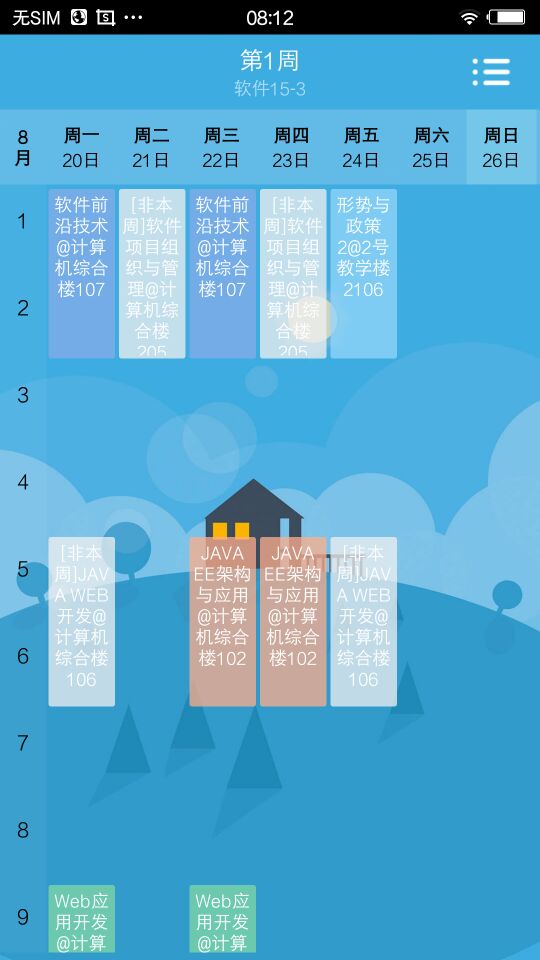 无SIM
08:12
第1周
软件15-3
8
月
周一
20日
周二
21日
周三
22日
周四
23日
周五
24日
周六
25日
周日
26日
1
软件前
沿技术
@计算
机综合
楼107
[非本
周]软件
项目组
织与管
理@计
算机综
合楼
205
软件前
沿技术
@计算
机综合
楼107
[非本
周]软件
项目组
织与管
理@计
算机综
合楼
205
形势与
政策
2@2号
教学楼
2106
2
3
4
5
[非本
周]JAV
A WEB
开发@
计算机
综合楼
106
JAVA
EE架构
与应用
@计算
机综合
楼102
JAVA
EE架构
与应用
@计算
机综合
楼102
[非本
周]JAV
A WEB
开发@
计算机
综合楼
106
6
7
8
9
Web应
用开发
@计算
Web应
用开发
@计算